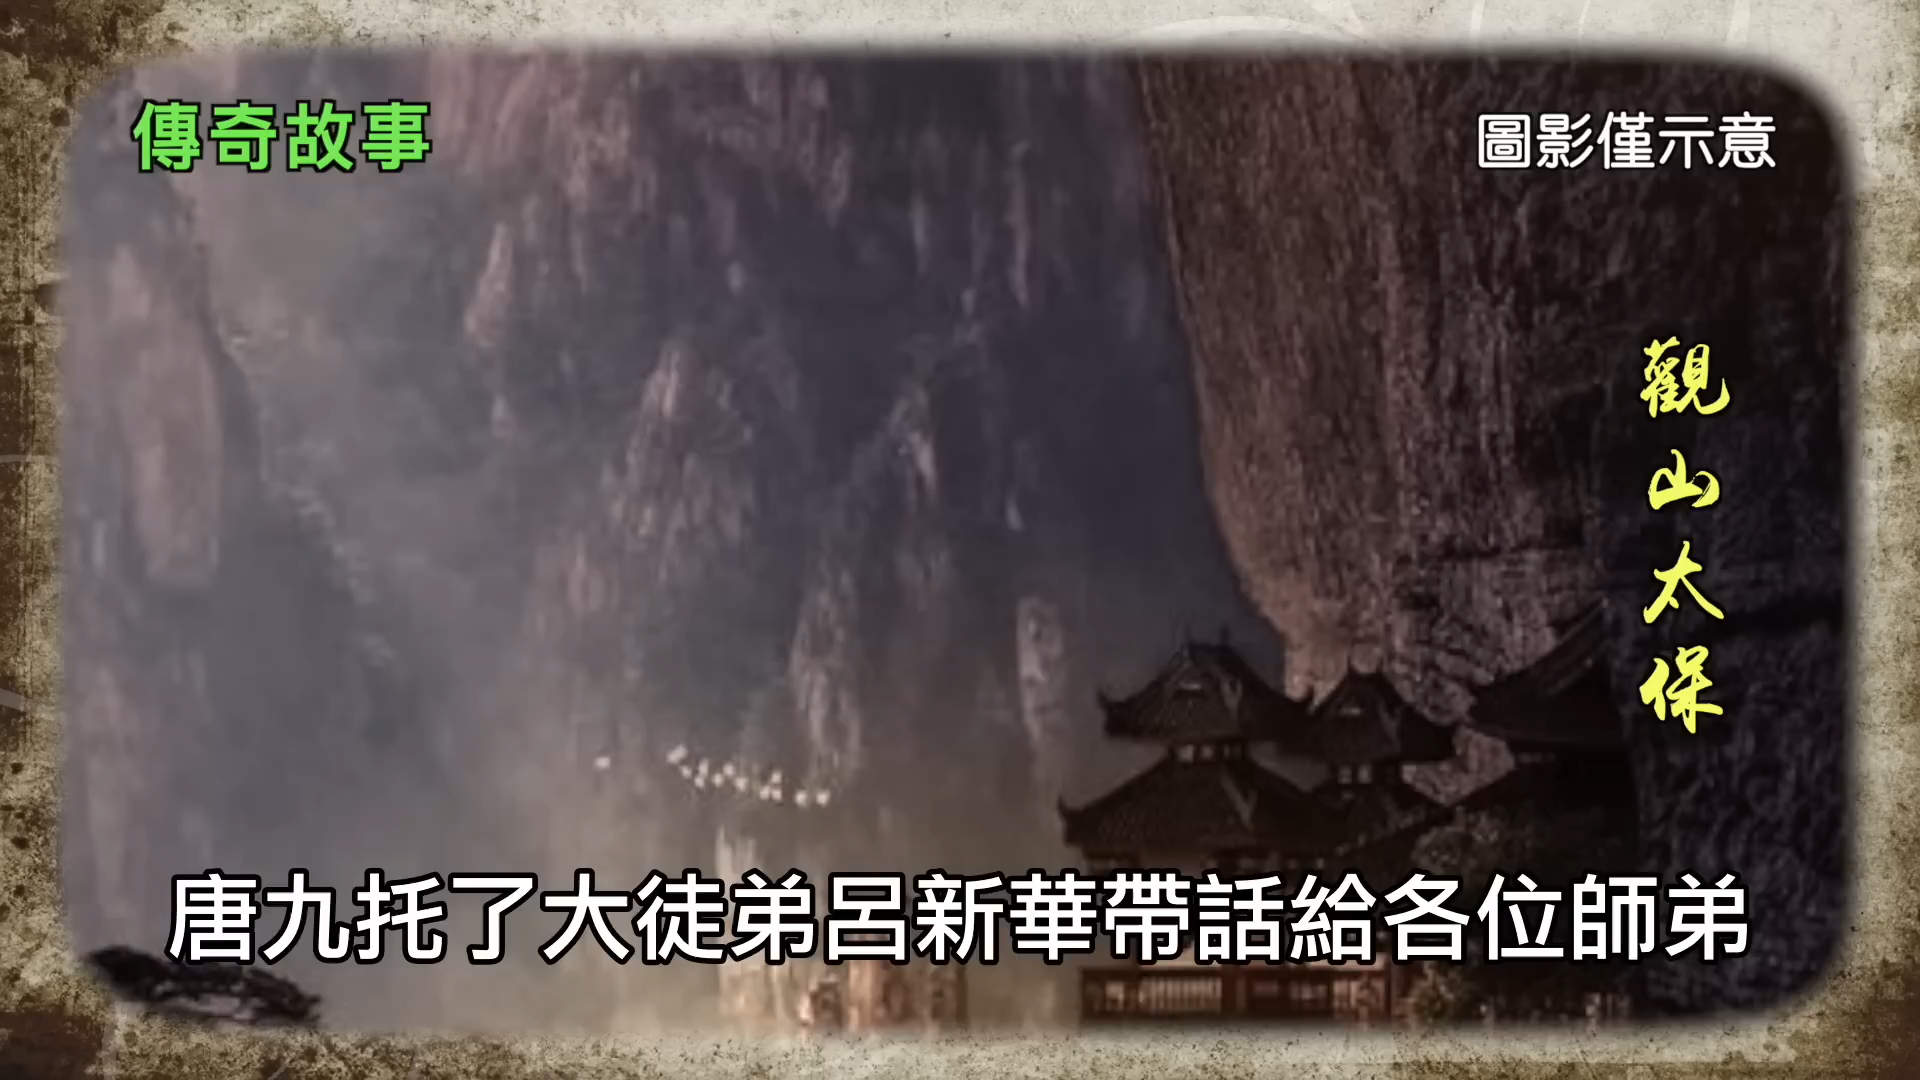 傳奇故事
圖影僅示意
觀山太保
唐九托了大徒弟呂新華帶話給各位師弟